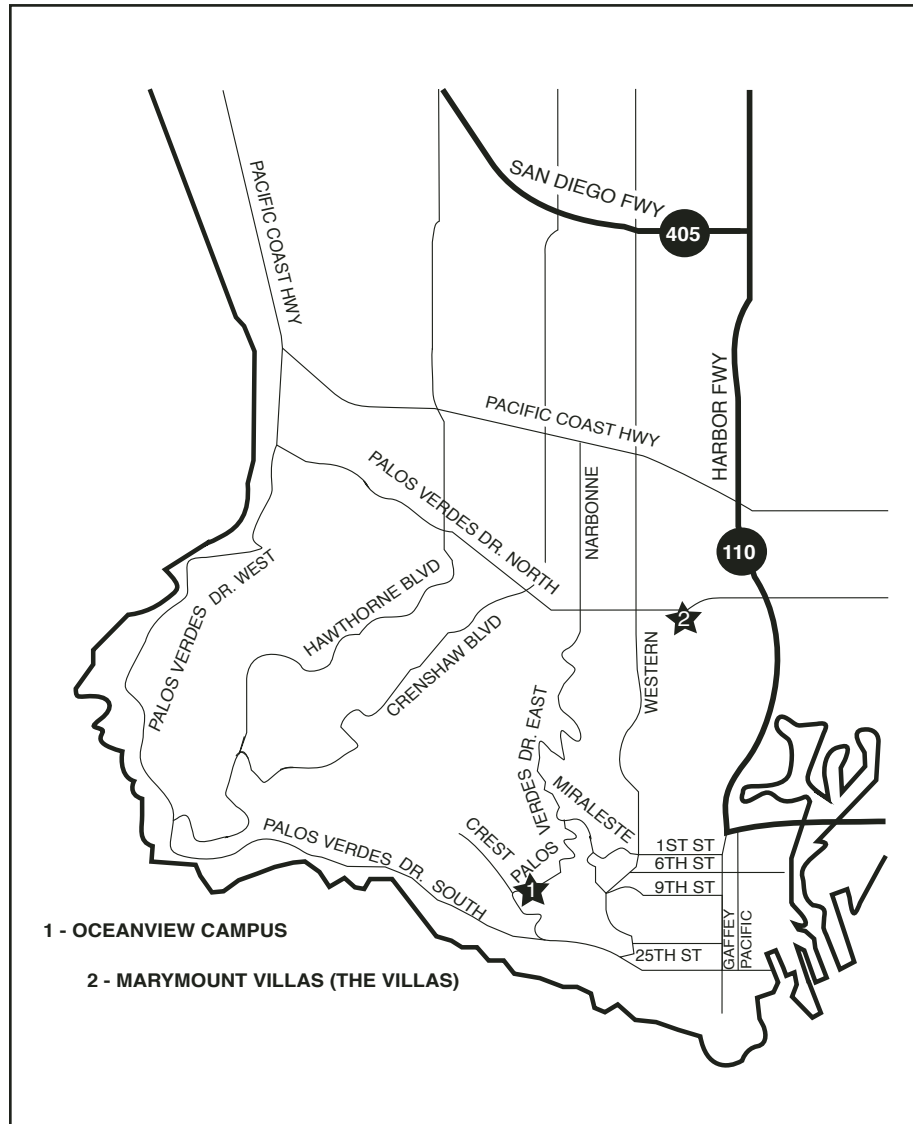 SAN DIEGO FWY
405
PACIFIC COAST HWY
PACIFIC COAST HWY
HARBOR FWY
PALOS VERDES DR. NORTH
NARBONNE
110
PALOS VERDES DR. WEST
HAWTHORNE BLVD
2
CRENSHAW BLVD
WESTERN
PALOS VERDES DR. EAST
MIRALESTE
CREST
PALOS VERDES DR. SOUTH
1ST ST
6TH ST
1
9TH ST
25TH ST
GAFFEY
PACIFIC
1 - OCEANVIEW CAMPUS
2 - MARYMOUNT VILLAS (THE VILLAS)